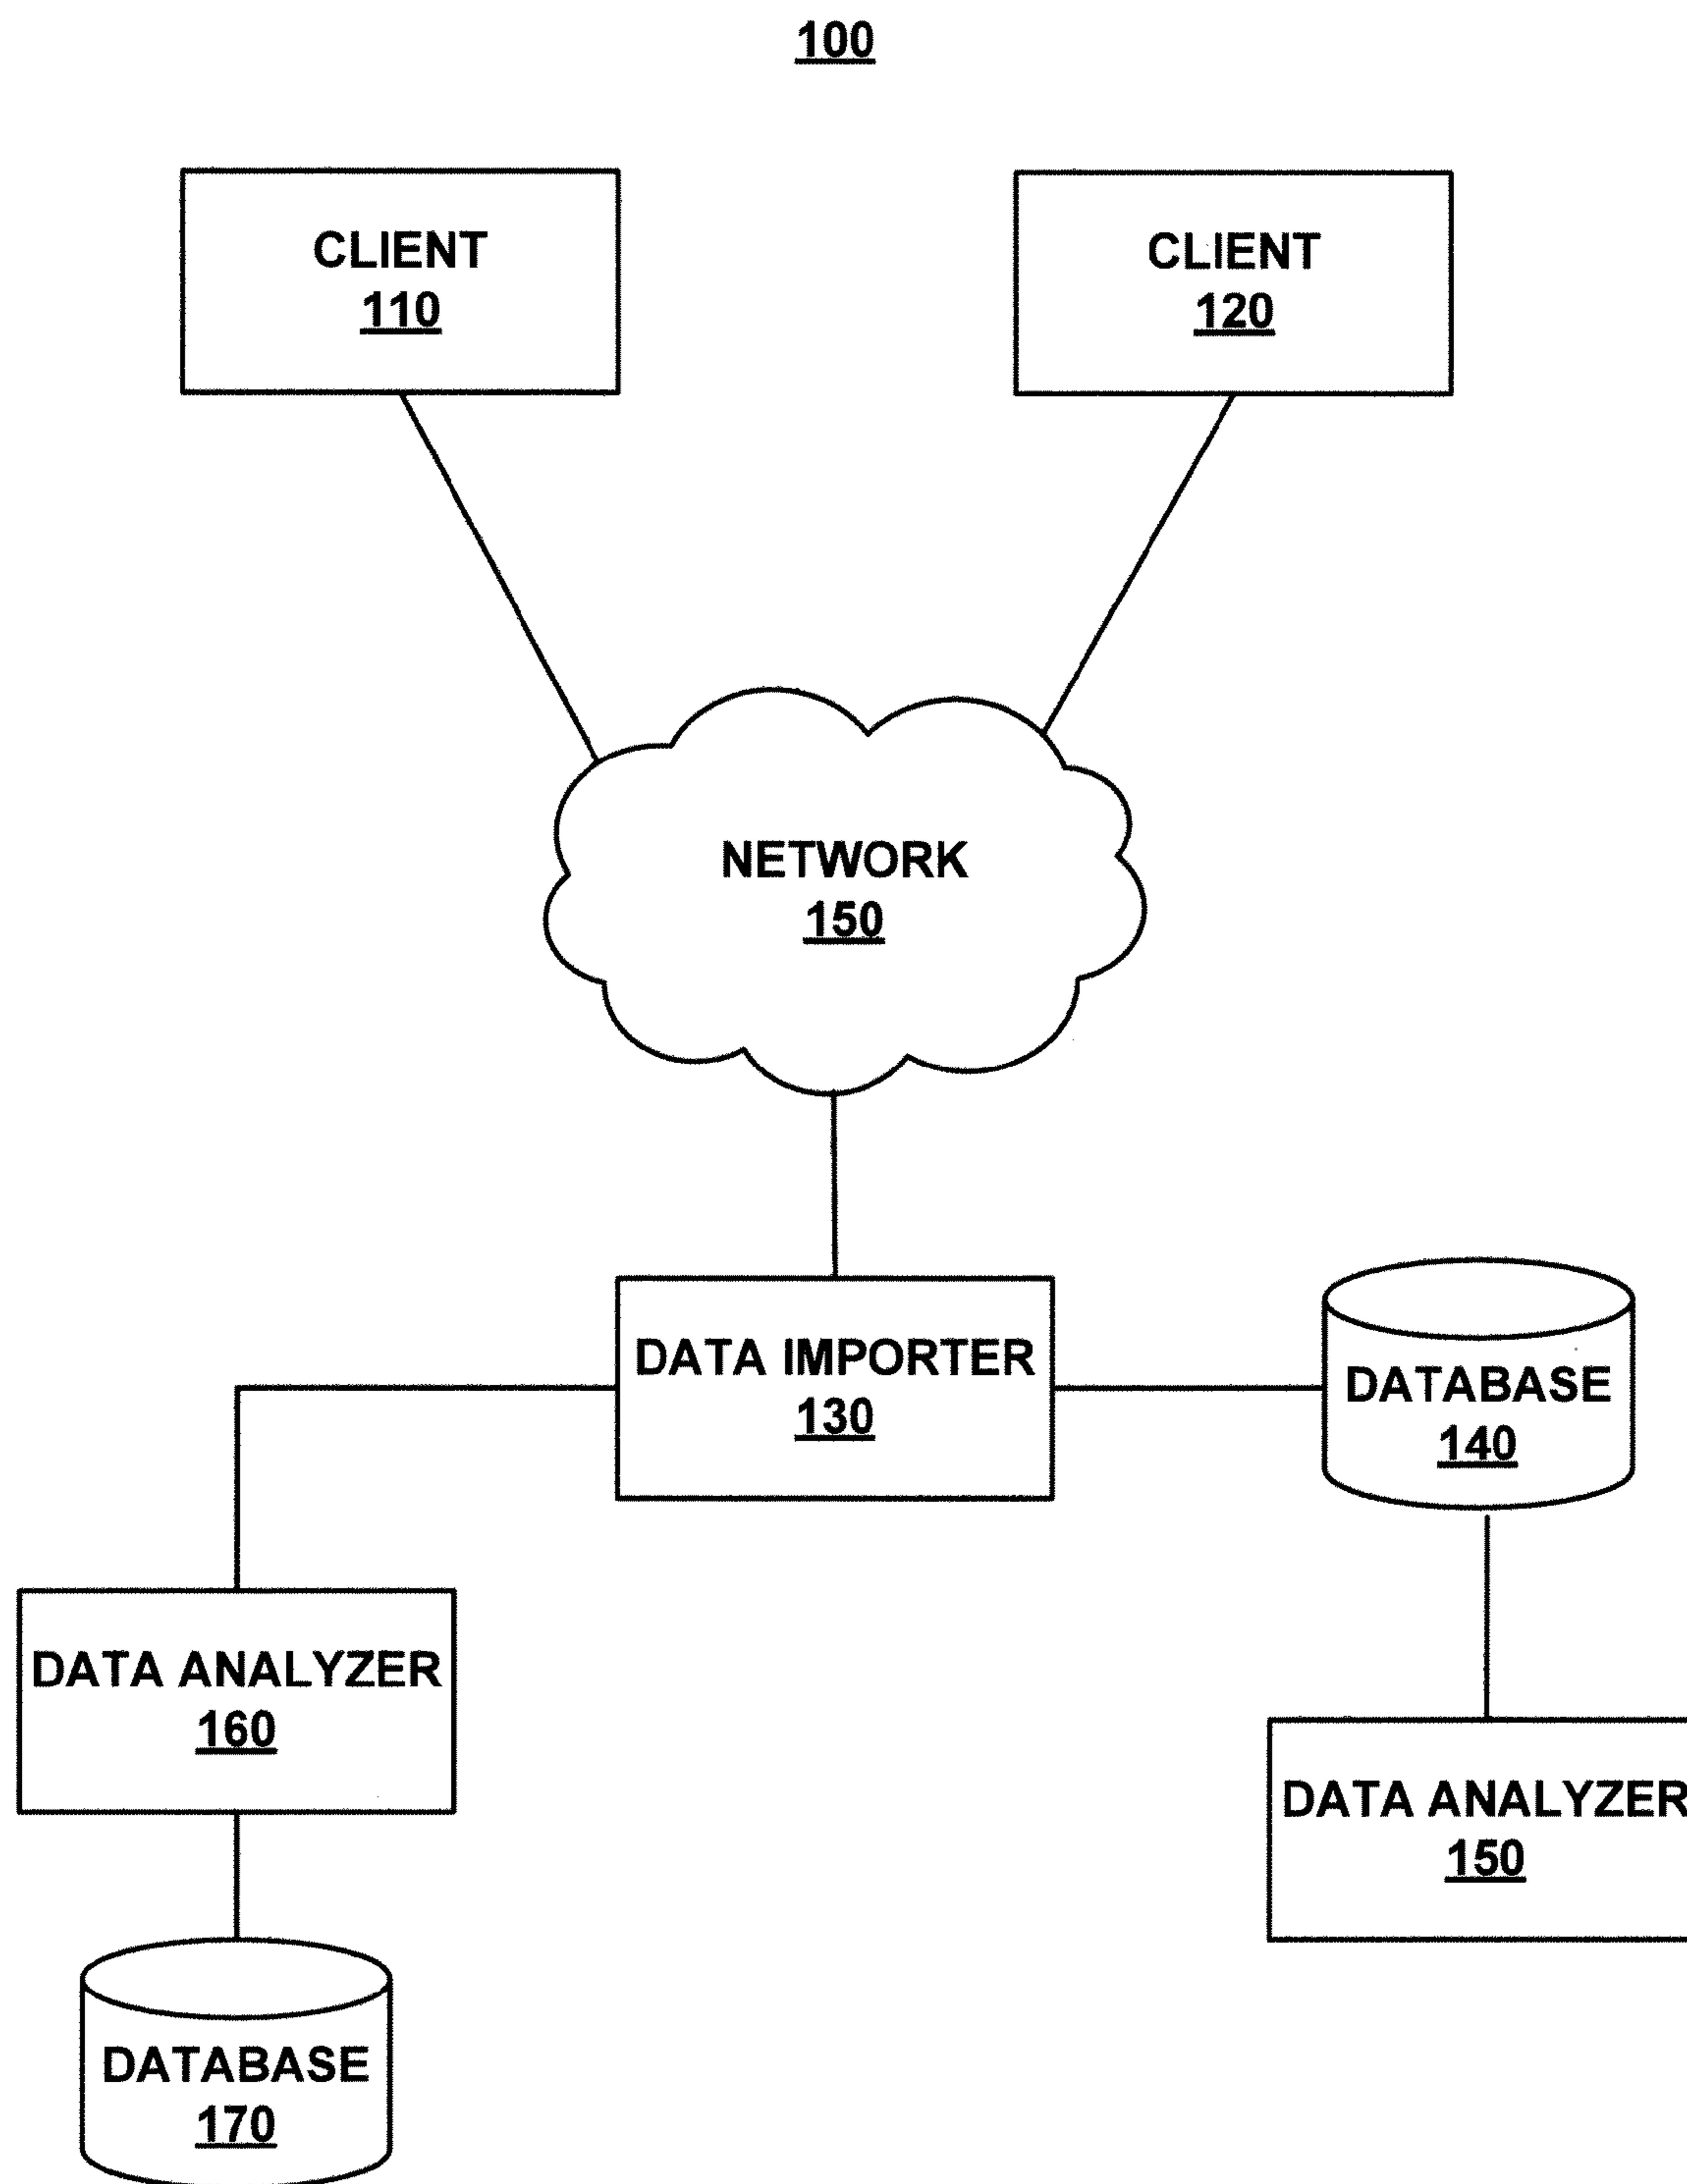 100
CLIENT
110
CLIENT
120
NETWORK
150
DATA IMPORTER
130
DATABASE
140
DATA ANALYZER
160
DATA ANALYZER
150
DATABASE
170